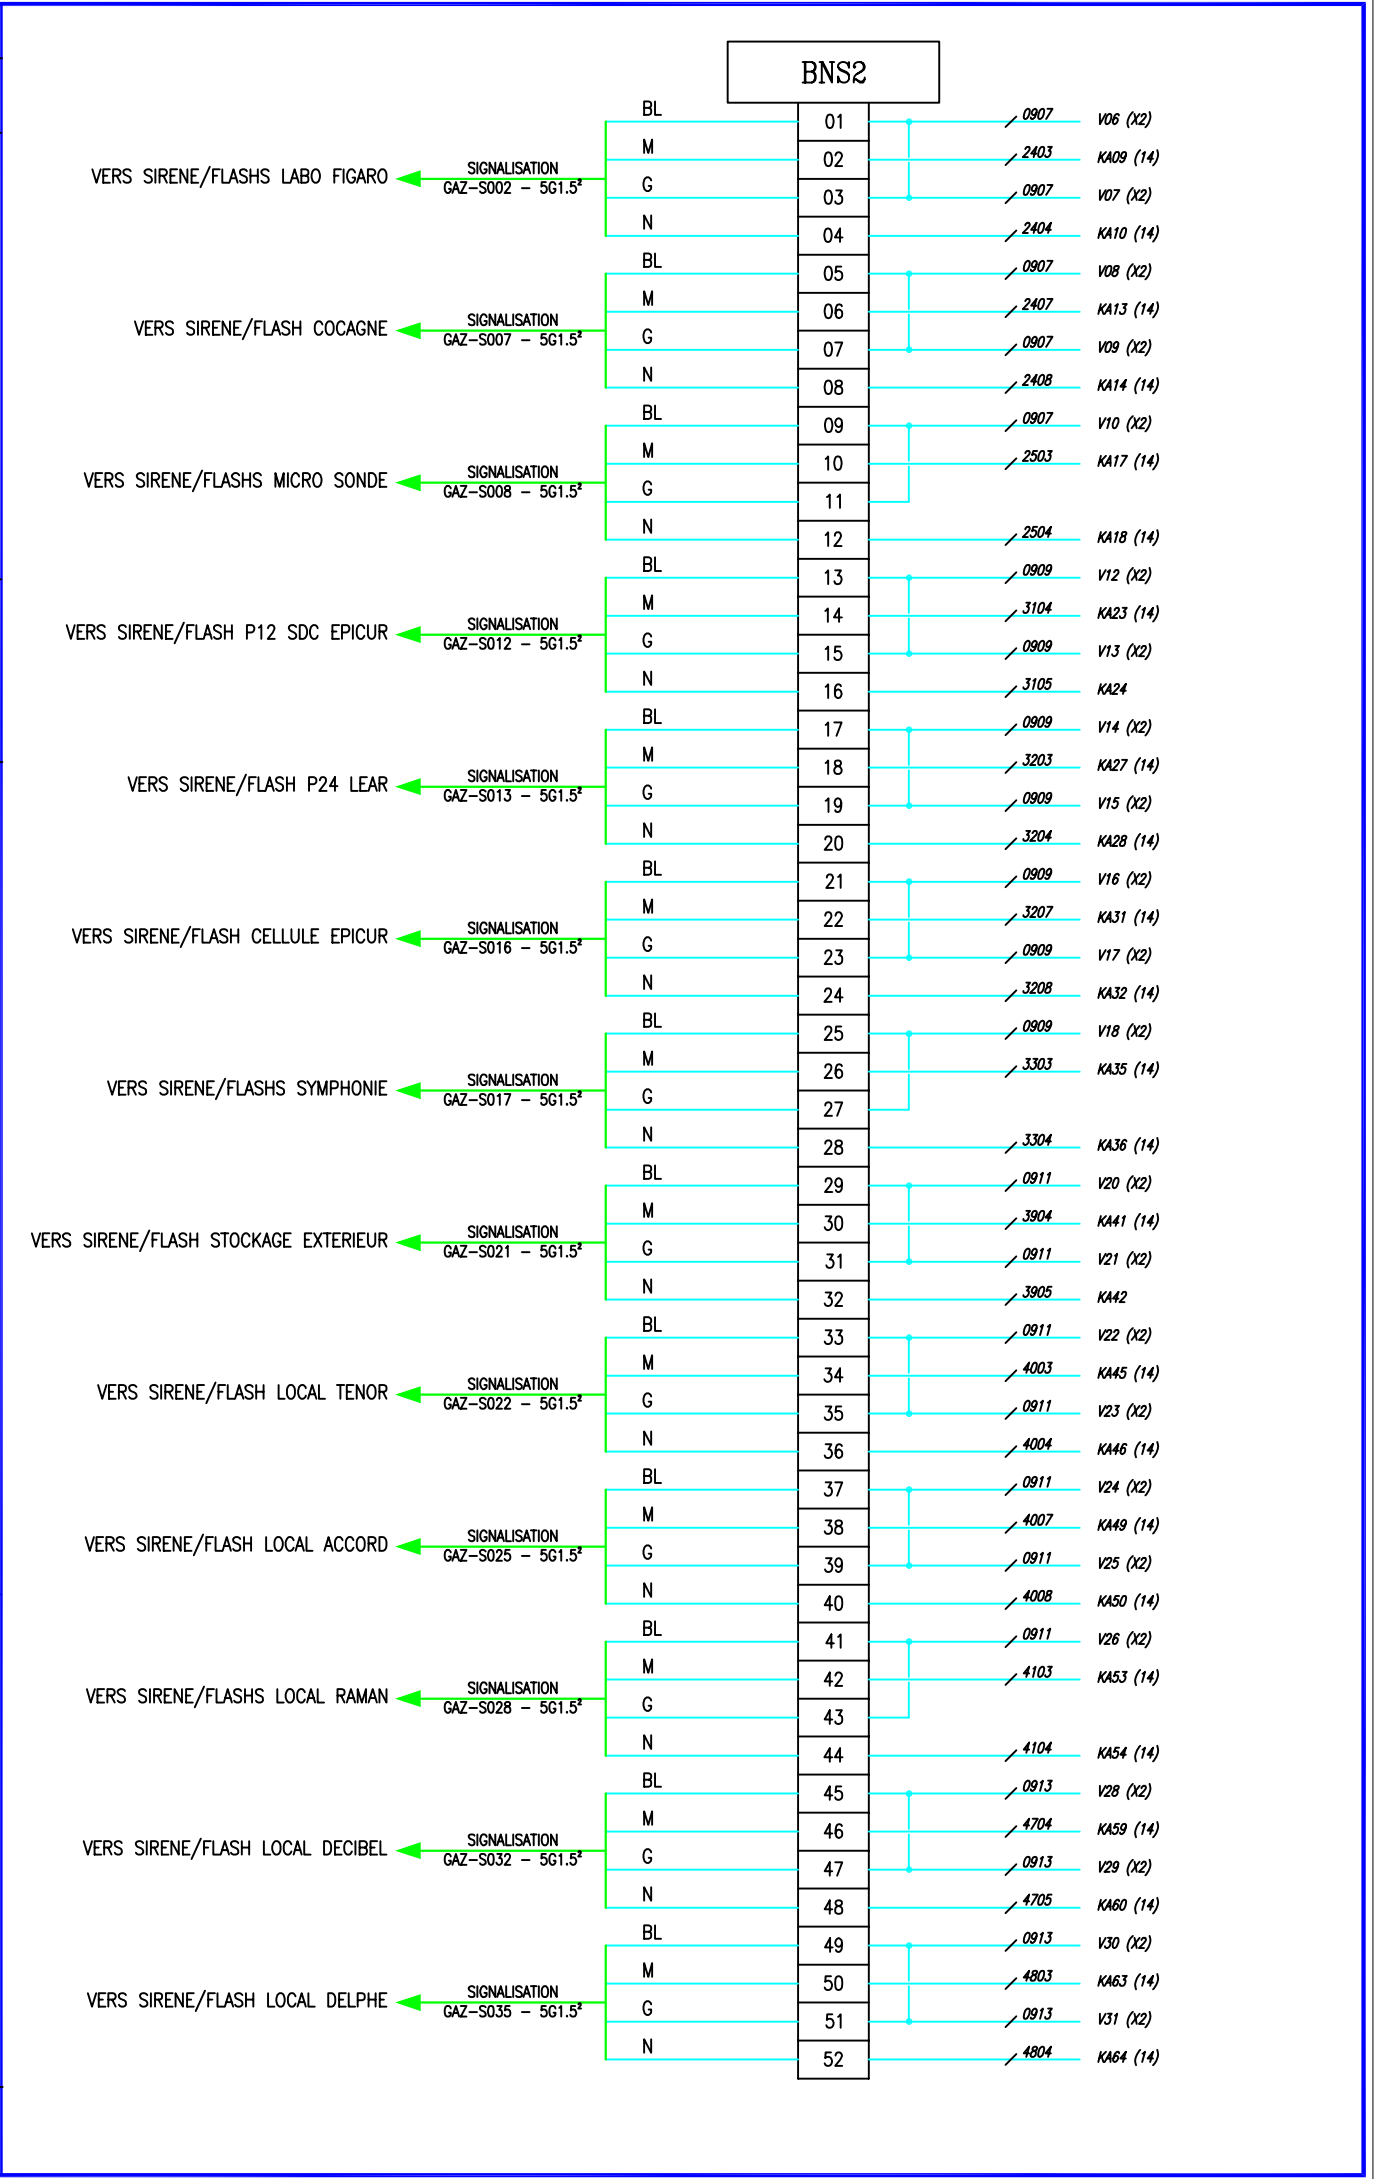 BNS2
BL 01 0907 V06 (X2)
M 02 2403 KA09 (14)
VERS SIRENE/FLASHS LABO FIGARO SIGNALISATION
GAZ-S002 - 5G1.5²
G 03 0907 V07 (X2)
N 04 2404 KA10 (14)
BL 05 0907 V08 (X2)
M 06 2407 KA13 (14)
VERS SIRENE/FLASH COCAGNE SIGNALISATION
GAZ-S007 - 5G1.5²
G 07 0907 V09 (X2)
N 08 2408 KA14 (14)
BL 09 0907 V10 (X2)
M 10 2503 KA17 (14)
VERS SIRENE/FLASHS MICRO SONDE SIGNALISATION
GAZ-S008 - 5G1.5²
G 11
N 12 2504 KA18 (14)
BL 13 0909 V12 (X2)
M 14 3104 KA23 (14)
VERS SIRENE/FLASH P12 SDC EPICUR SIGNALISATION
GAZ-S012 - 5G1.5²
G 15 0909 V13 (X2)
N 16 3105 KA24
BL 17 0909 V14 (X2)
M 18 3203 KA27 (14)
VERS SIRENE/FLASH P24 LEAR SIGNALISATION
GAZ-S013 - 5G1.5²
G 19 0909 V15 (X2)
N 20 3204 KA28 (14)
BL 21 0909 V16 (X2)
M 22 3207 KA31 (14)
VERS SIRENE/FLASH CELLULE EPICUR SIGNALISATION
GAZ-S016 - 5G1.5²
G 23 0909 V17 (X2)
N 24 3208 KA32 (14)
BL 25 0909 V18 (X2)
M 26 3303 KA35 (14)
VERS SIRENE/FLASHS SYMPHONIE SIGNALISATION
GAZ-S017 - 5G1.5²
G 27
N 28 3304 KA36 (14)
BL 29 0911 V20 (X2)
M 30 3904 KA41 (14)
VERS SIRENE/FLASH STOCKAGE EXTERIEUR SIGNALISATION
GAZ-S021 - 5G1.5²
G 31 0911 V21 (X2)
N 32 3905 KA42
BL 33 0911 V22 (X2)
M 34 4003 KA45 (14)
VERS SIRENE/FLASH LOCAL TENOR SIGNALISATION
GAZ-S022 - 5G1.5²
G 35 0911 V23 (X2)
N 36 4004 KA46 (14)
BL 37 0911 V24 (X2)
M 38 4007 KA49 (14)
VERS SIRENE/FLASH LOCAL ACCORD SIGNALISATION
GAZ-S025 - 5G1.5²
G 39 0911 V25 (X2)
N 40 4008 KA50 (14)
BL 41 0911 V26 (X2)
M 42 4103 KA53 (14)
VERS SIRENE/FLASHS LOCAL RAMAN SIGNALISATION
GAZ-S028 - 5G1.5²
G 43
N 44 4104 KA54 (14)
BL 45 0913 V28 (X2)
M 46 4704 KA59 (14)
VERS SIRENE/FLASH LOCAL DECIBEL SIGNALISATION
GAZ-S032 - 5G1.5²
G 47 0913 V29 (X2)
N 48 4705 KA60 (14)
BL 49 0913 V30 (X2)
M 50 4803 KA63 (14)
VERS SIRENE/FLASH LOCAL DELPHE SIGNALISATION
GAZ-S035 - 5G1.5²
G 51 0913 V31 (X2)
N 52 4804 KA64 (14)